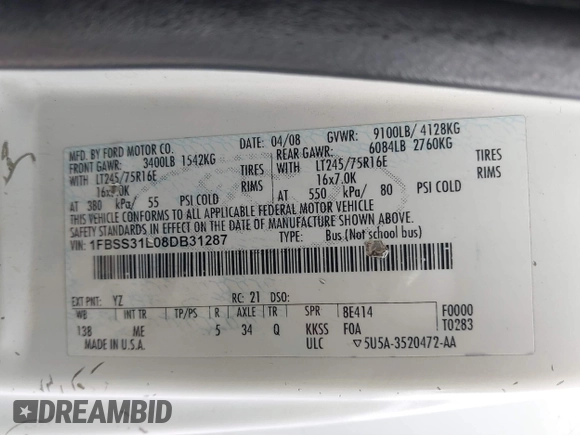 MFD. BY FORD MOTOR CO.
04/08 GVWR: 9100LB/ 4128KG
FRONT GAWR: 3400LB 1542KG
REAR GAWR: 6084LB 2760KG
WITH LT245/75R16E TIRES
WITH LT245/75R16E TIRES
16x7.0K RIMS
16x7.0K RIMS
AT 380 kPa/ 55 PSI COLD
AT 550 kPa/ 80 PSI COLD
THIS VEHICLE CONFORMS TO ALL APPLICABLE FEDERAL MOTOR VEHICLE
SAFETY STANDARDS IN EFFECT ON THE DATE OF MANUFACTURE SHOWN ABOVE.
VIN: 1FBSS31L08DB31287 TYPE: Bus (Not school bus)
EXT PNT: YZ RC: 21 DSO:
WB INT TR TP/PS R AXLE TR SPR 8E414 F0000
138 ME 5 34 Q KKSS FOA T0283
MADE IN U.S.A. ULC ▽5U5A-3520472-AA
DREAMBID